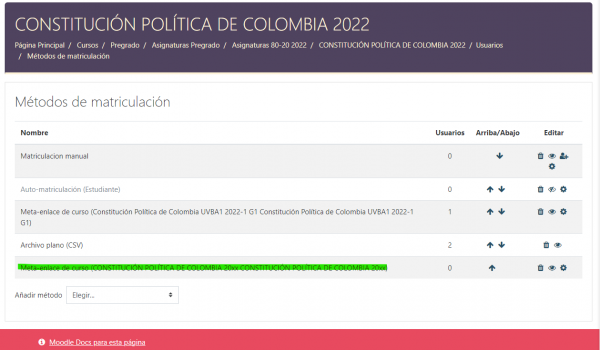 CONSTITUCIÓN POLÍTICA DE COLOMBIA 2022
Página Principal / Cursos / Pregrado / Asignaturas Pregrado / Asignaturas 80-20 2022 / CONSTITUCIÓN POLÍTICA DE COLOMBIA 2022 / Usuarios
/ Métodos de matriculación
Métodos de matriculación
Nombre Usuarios Arriba/Abajo Editar
Matriculacion manual 0
Auto-matriculación (Estudiante) 0
Meta-enlace de curso (Constitución Política de Colombia UVBA1 2022-1 G1 Constitución Política de Colombia UVBA1 2022-1 1
G1)
Archivo plano (CSV) 2
Meta-enlace de curso (CONSTITUCIÓN POLÍTICA DE COLOMBIA 20xx CONSTITUCIÓN POLÍTICA DE COLOMBIA 20xx) 0
Añadir método Elegir...
Moodle Docs para esta página